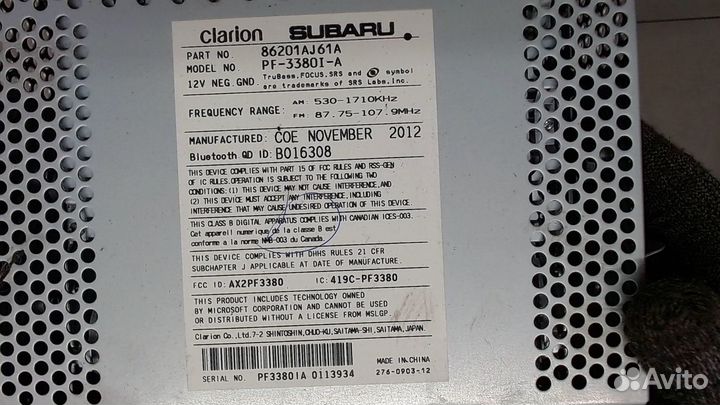 clarion SUBARU.
PART NO 86201AJ61A
MODEL NO PF-3380I-A
12V NEG.GND. TruBass,FOCUS,SRS and symbol
are trademarks of SRS Labs,Inc.
FREQUENCY RANGE: AM: 530-1710KHz
FM: 87.75-107.9MHz
MANUFACTURED: COE NOVEMBER 2012
Bluetooth QD ID: B016308
THIS DEVICE COMPLIES WITH PART 15 OF FCC RULES AND RSS-GEN
OF IC RULES.OPERATION IS SUBJECT TO THE FOLLOWING TWO
CONDITIONS:(1) THIS DEVICE MAY NOT CAUSE INTERFERENCE,AND
(2) THIS DEVICE MUST ACCEPT ANY INTERFERENCE,INCLUDING
INTERFERENCE THAT MAY CAUSE UNDESIRED OPERATION OF THIS DEVICE.
THIS CLASS B DIGITAL APPARATUS COMPLIES WITH CANADIAN ICES-003.
Cet appareil numerique de la classe B est
conforme a la norme NMB-003 du Canada.
THIS DEVICE COMPLIES WITH DHHS RULES 21 CFR
SUBCHAPTER J APPLICABLE AT DATE OF MANUFACTURE.
FCC ID: AX2PF3380 IC: 419C-PF3380
THIS PRODUCT INCLUDES TECHNOLOGY OWNED
BY MICROSOFT CORPORATION AND CANNOT BE USED
OR DISTRIBUTED WITHOUT A LICENSE FROM MSLGP.
Clarion Co.,Ltd.7-2 SHINTOSHIN,CHUO-KU,SAITAMA-SHI,SAITAMA,JAPAN.
MADE IN CHINA
SERIAL NO. PF3380IA 0113934 276-0903-12
Avito